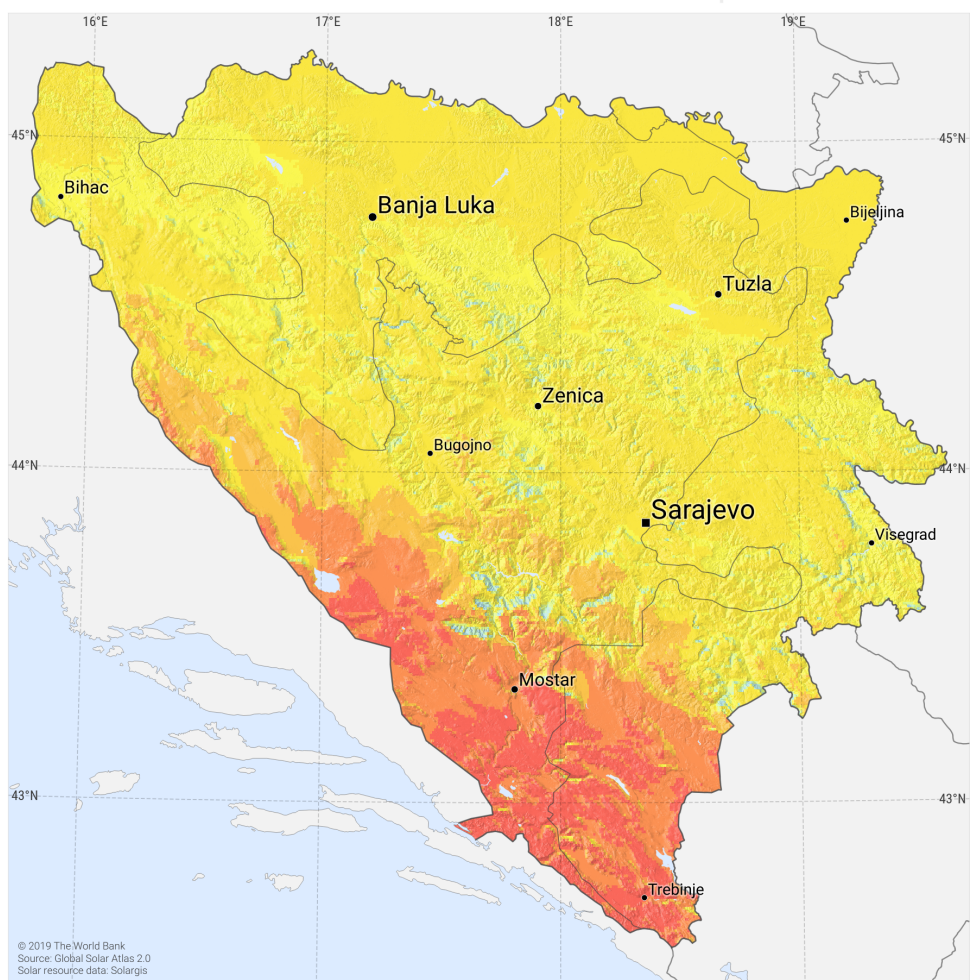 16°E
17°E
18°E
19°E
45°N
45°N
Bihac
Banja Luka
Bijeljina
Tuzla
Zenica
Bugojno
44°N
44°N
Sarajevo
Visegrad
Mostar
43°N
43°N
Trebinje
© 2019 The World Bank
Source: Global Solar Atlas 2.0
Solar resource data: Solargis